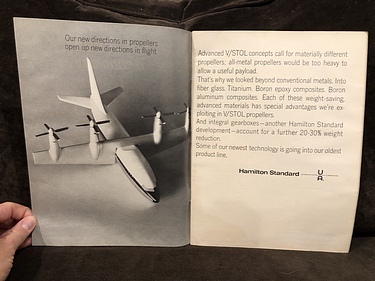 Our new directions in propellers
open up new directions in flight
Advanced V/STOL concepts call for materially different
propellers; all-metal propellers would be too heavy to
allow a useful payload.
That's why we looked beyond conventional metals. Into
fiber glass. Titanium. Boron epoxy composites. Boron
aluminum composites. Each of these weight-saving,
advanced materials has special advantages we're ex-
ploiting in V/STOL propellers.
And integral gearboxes—another Hamilton Standard
development—account for a further 20-30% weight
reduction.
Some of our newest technology is going into our oldest
product line.
Hamilton Standard
U
A